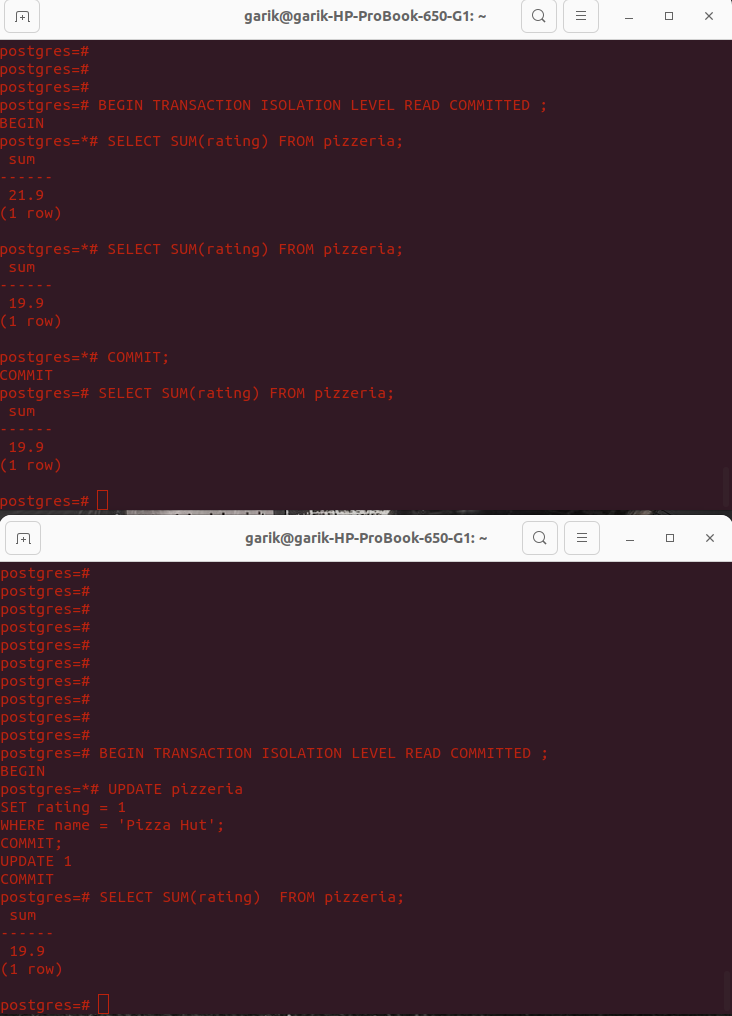 garik@garik-HP-ProBook-650-G1: ~
postgres=#
postgres=#
postgres=#
postgres=# BEGIN TRANSACTION ISOLATION LEVEL READ COMMITTED ;
BEGIN
postgres=*# SELECT SUM(rating) FROM pizzeria;
 sum
------
 21.9
(1 row)

postgres=*# SELECT SUM(rating) FROM pizzeria;
 sum
------
 19.9
(1 row)

postgres=*# COMMIT;
COMMIT
postgres=# SELECT SUM(rating) FROM pizzeria;
 sum
------
 19.9
(1 row)

postgres=#
garik@garik-HP-ProBook-650-G1: ~
postgres=#
postgres=#
postgres=#
postgres=#
postgres=#
postgres=#
postgres=#
postgres=#
postgres=#
postgres=#
postgres=# BEGIN TRANSACTION ISOLATION LEVEL READ COMMITTED ;
BEGIN
postgres=*# UPDATE pizzeria
SET rating = 1
WHERE name = 'Pizza Hut';
COMMIT;
UPDATE 1
COMMIT
postgres=# SELECT SUM(rating)  FROM pizzeria;
 sum
------
 19.9
(1 row)

postgres=#